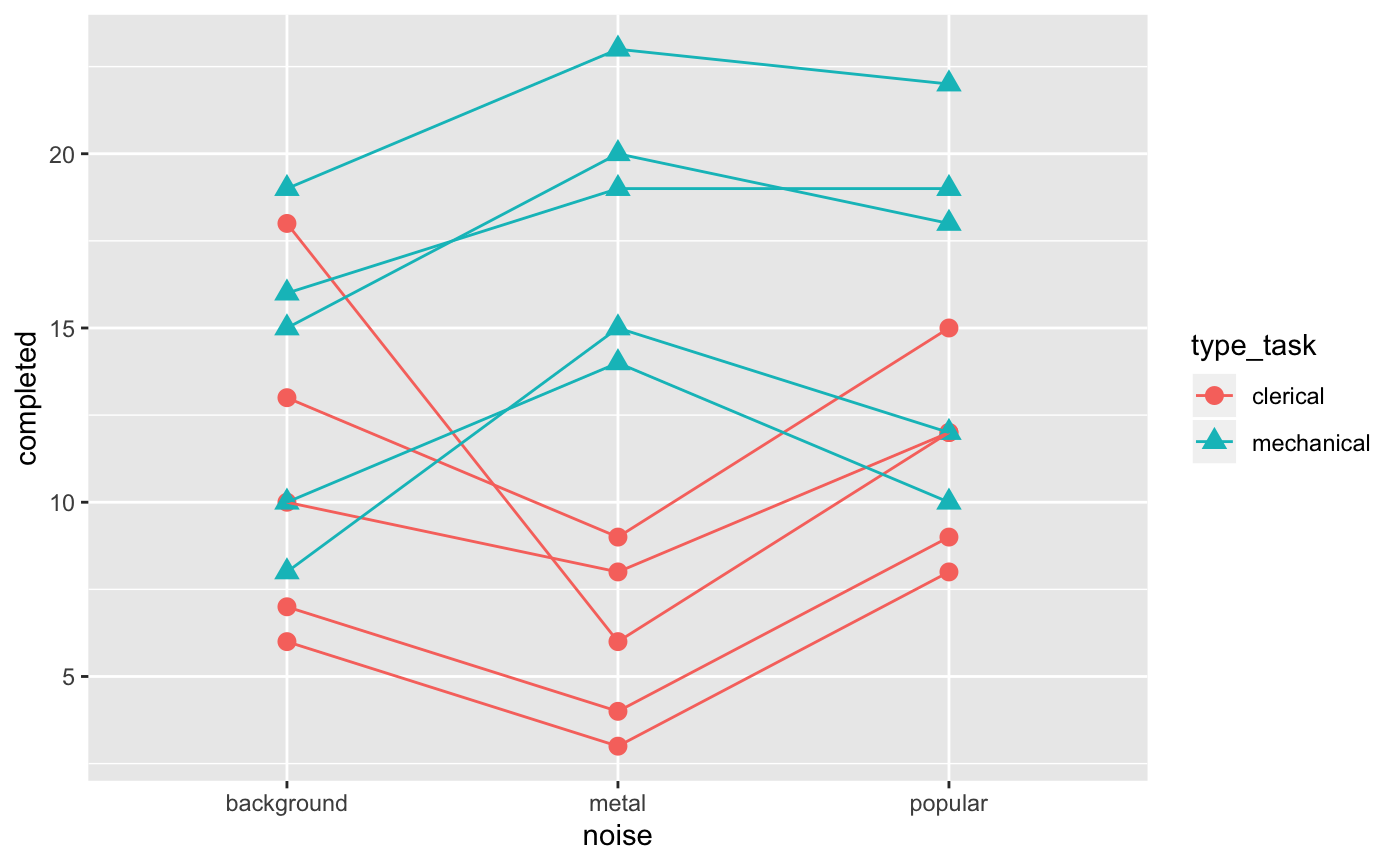 completed
20
15
10
5
background
metal
popular
noise
type_task
clerical
mechanical